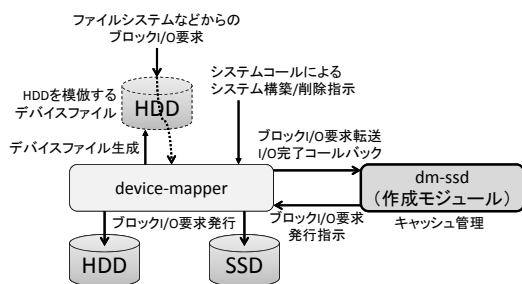 ファイルシステムなどからの
ブロックI/O要求
HDDを模倣する
デバイスファイル
HDD
システムコールによる
システム構築/削除指示
デバイスファイル生成
ブロックI/O要求転送
I/O完了コールバック
device-mapper
dm-ssd
（作成モジュール）
ブロックI/O要求発行
ブロックI/O要求
発行指示
キャッシュ管理
HDD
SSD